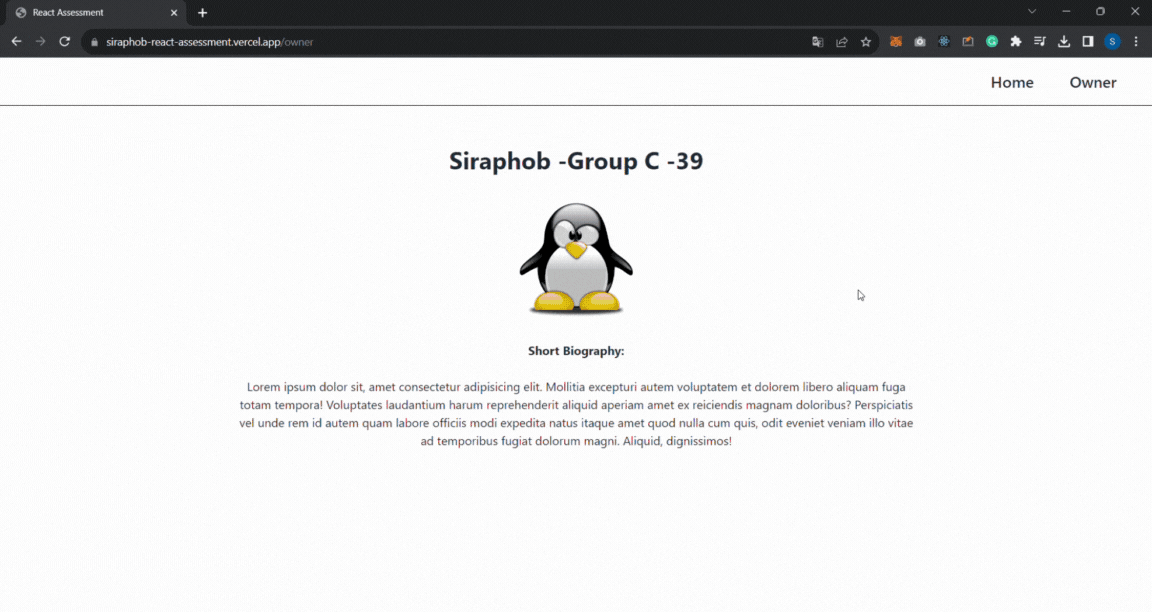 React Assessment
siraphob-react-assessment.vercel.app/owner
S
Home
Owner
Siraphob -Group C -39
Short Biography:
Lorem ipsum dolor sit, amet consectetur adipisicing elit. Mollitia excepturi autem voluptatem et dolorem libero aliquam fuga
totam tempora! Voluptates laudantium harum reprehenderit aliquid aperiam amet ex reiciendis magnam doloribus? Perspiciatis
vel unde rem id autem quam labore officiis modi expedita natus itaque amet quod nulla cum quis, odit eveniet veniam illo vitae
ad temporibus fugiat dolorum magni. Aliquid, dignissimos!